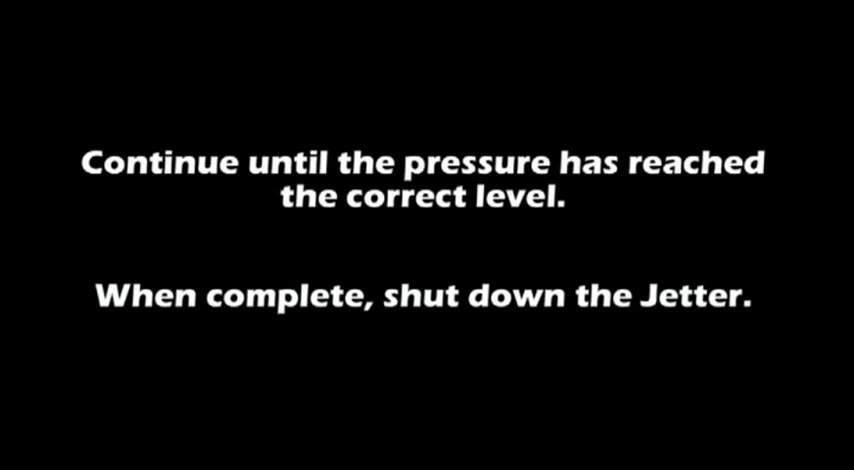 Continue until the pressure has reached
the correct level.
When complete, shut down the Jetter.